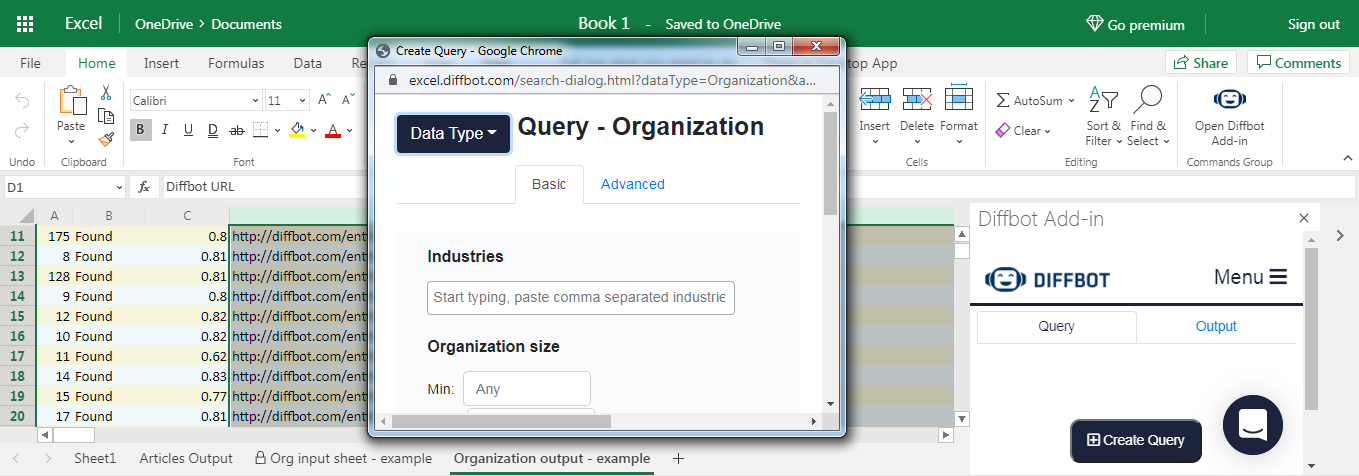 Excel OneDrive > Documents Book 1 - Saved to OneDrive Go premium Sign out
Create Query - Google Chrome
File Home Insert Formulas Data Re top App Share Comments
excel.diffbot.com/search-dialog.html?dataType=Organization&a...
Paste Calibri 11 AutoSum
B I U D ab A Insert Delete Format Clear Sort & Filter Find & Select Open Diffbot Add-in
Undo Clipboard Font Cells Editing Commands Group
Data Type Query - Organization
D1 fx Diffbot URL
Basic Advanced
A B C
Diffbot Add-in
11 175 Found 0.8 http://diffbot.com/ent
12 8 Found 0.81 http://diffbot.com/ent
13 128 Found 0.81 http://diffbot.com/ent
14 9 Found 0.8 http://diffbot.com/ent
15 12 Found 0.82 http://diffbot.com/ent
16 10 Found 0.82 http://diffbot.com/ent
17 11 Found 0.62 http://diffbot.com/ent
18 14 Found 0.83 http://diffbot.com/ent
19 15 Found 0.77 http://diffbot.com/ent
20 17 Found 0.81 http://diffbot.com/ent
Industries
Start typing, paste comma separated industrie
Organization size
Min: Any
DIFFBOT Menu
Query Output
Create Query
Sheet1 Articles Output Org input sheet - example Organization output - example +